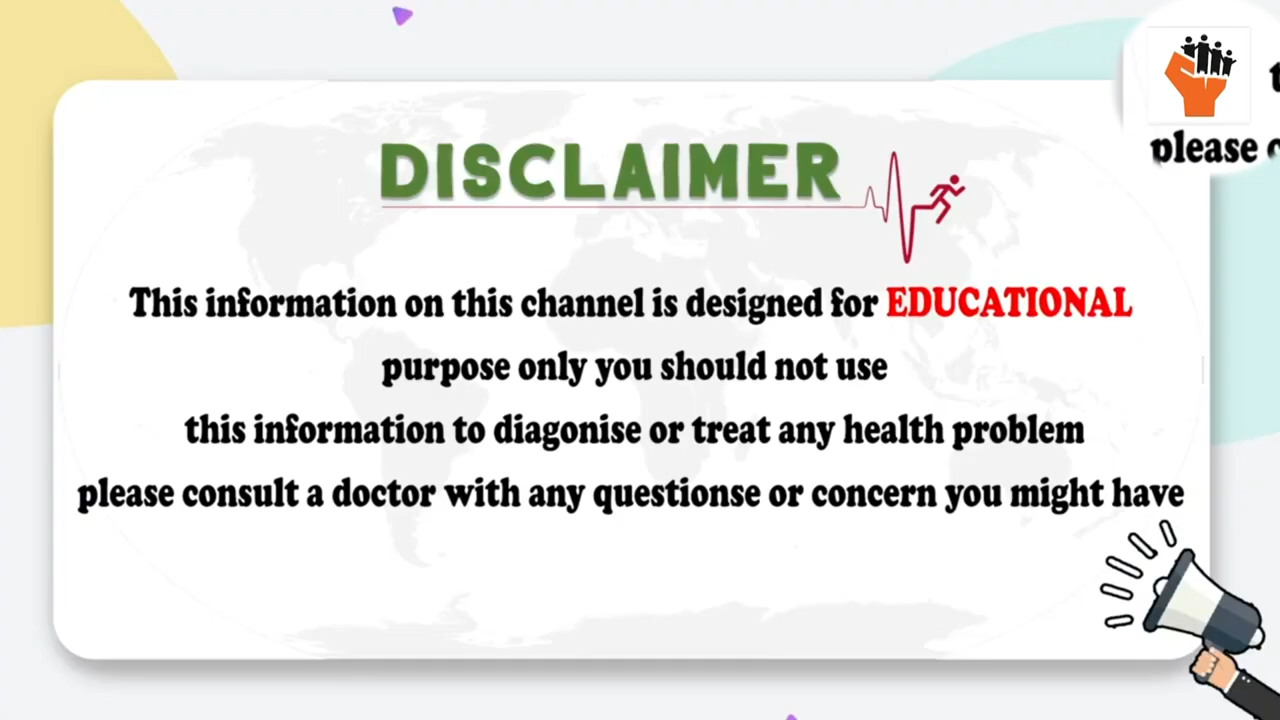 DISCLAIMER
This information on this channel is designed for EDUCATIONAL
purpose only you should not use
this information to diagonise or treat any health problem
please consult a doctor with any questionse or concern you might have
please